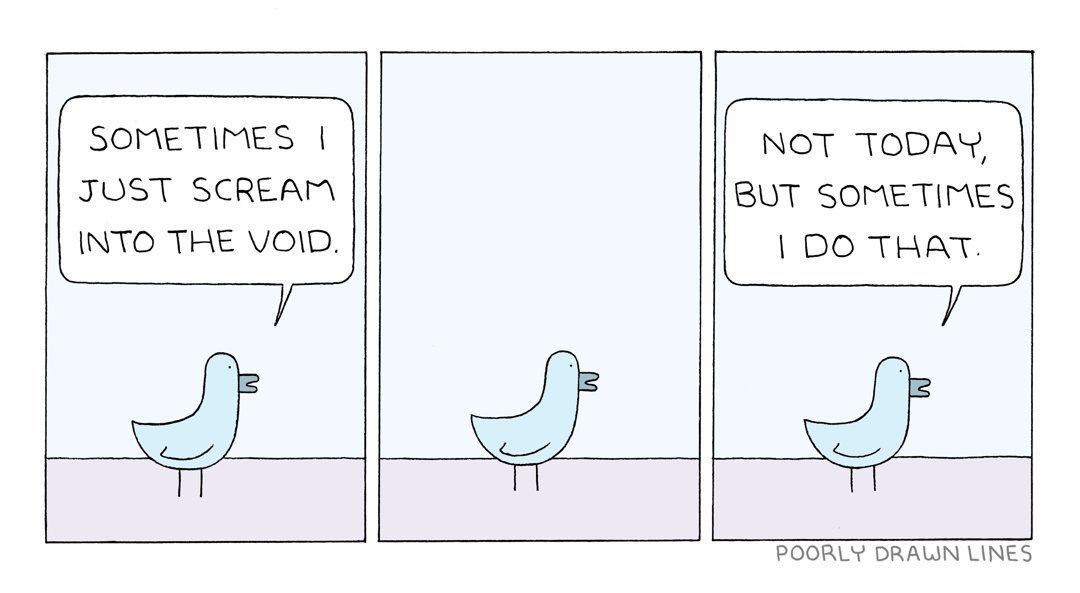 SOMETIMES I
JUST SCREAM
INTO THE VOID.
NOT TODAY,
BUT SOMETIMES
I DO THAT.
POORLY DRAWN LINES